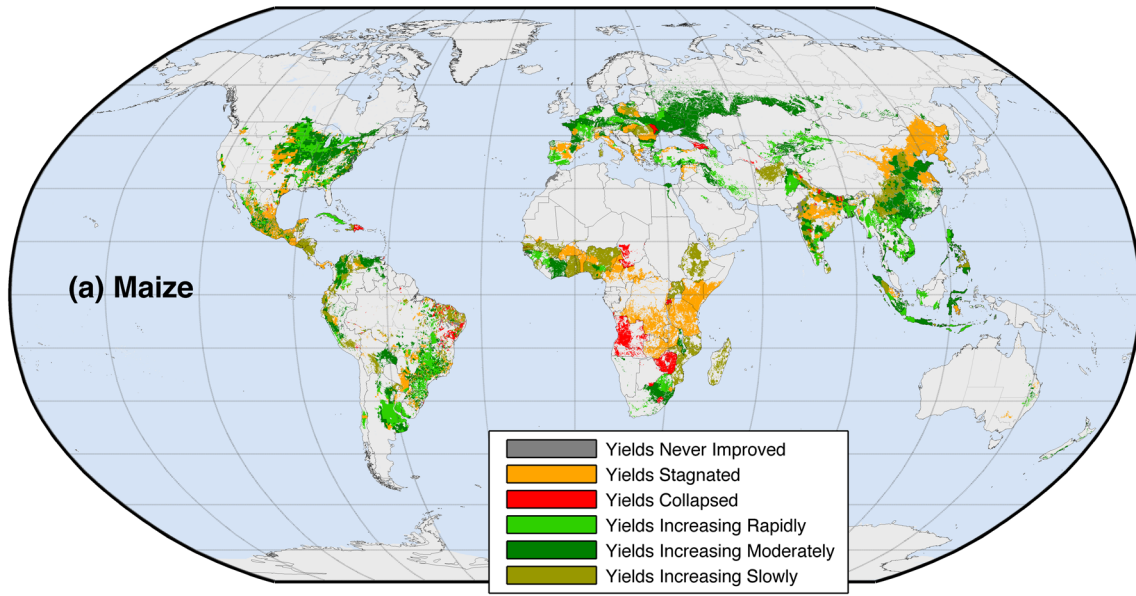 (a) Maize
Yields Never Improved
Yields Stagnated
Yields Collapsed
Yields Increasing Rapidly
Yields Increasing Moderately
Yields Increasing Slowly